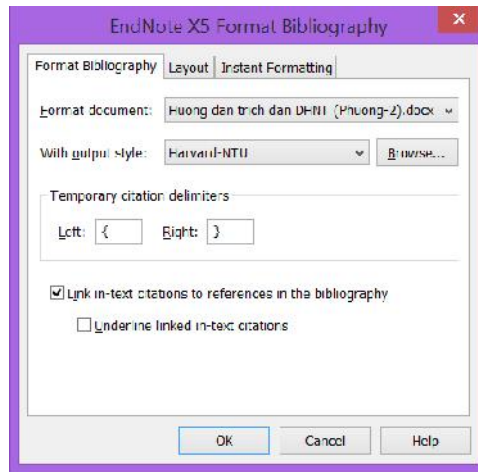 EndNote X5 Format Bibliography
Format Bibliography Layout Instant Formatting
Format document: Huong dan trich dan DHNT (Phuong-2).docx
With output style: Harvard-NTU Browse...
Temporary citation delimiters
Left: { Right: }
Link in-text citations to references in the bibliography
Underline linked in-text citations
OK Cancel Help